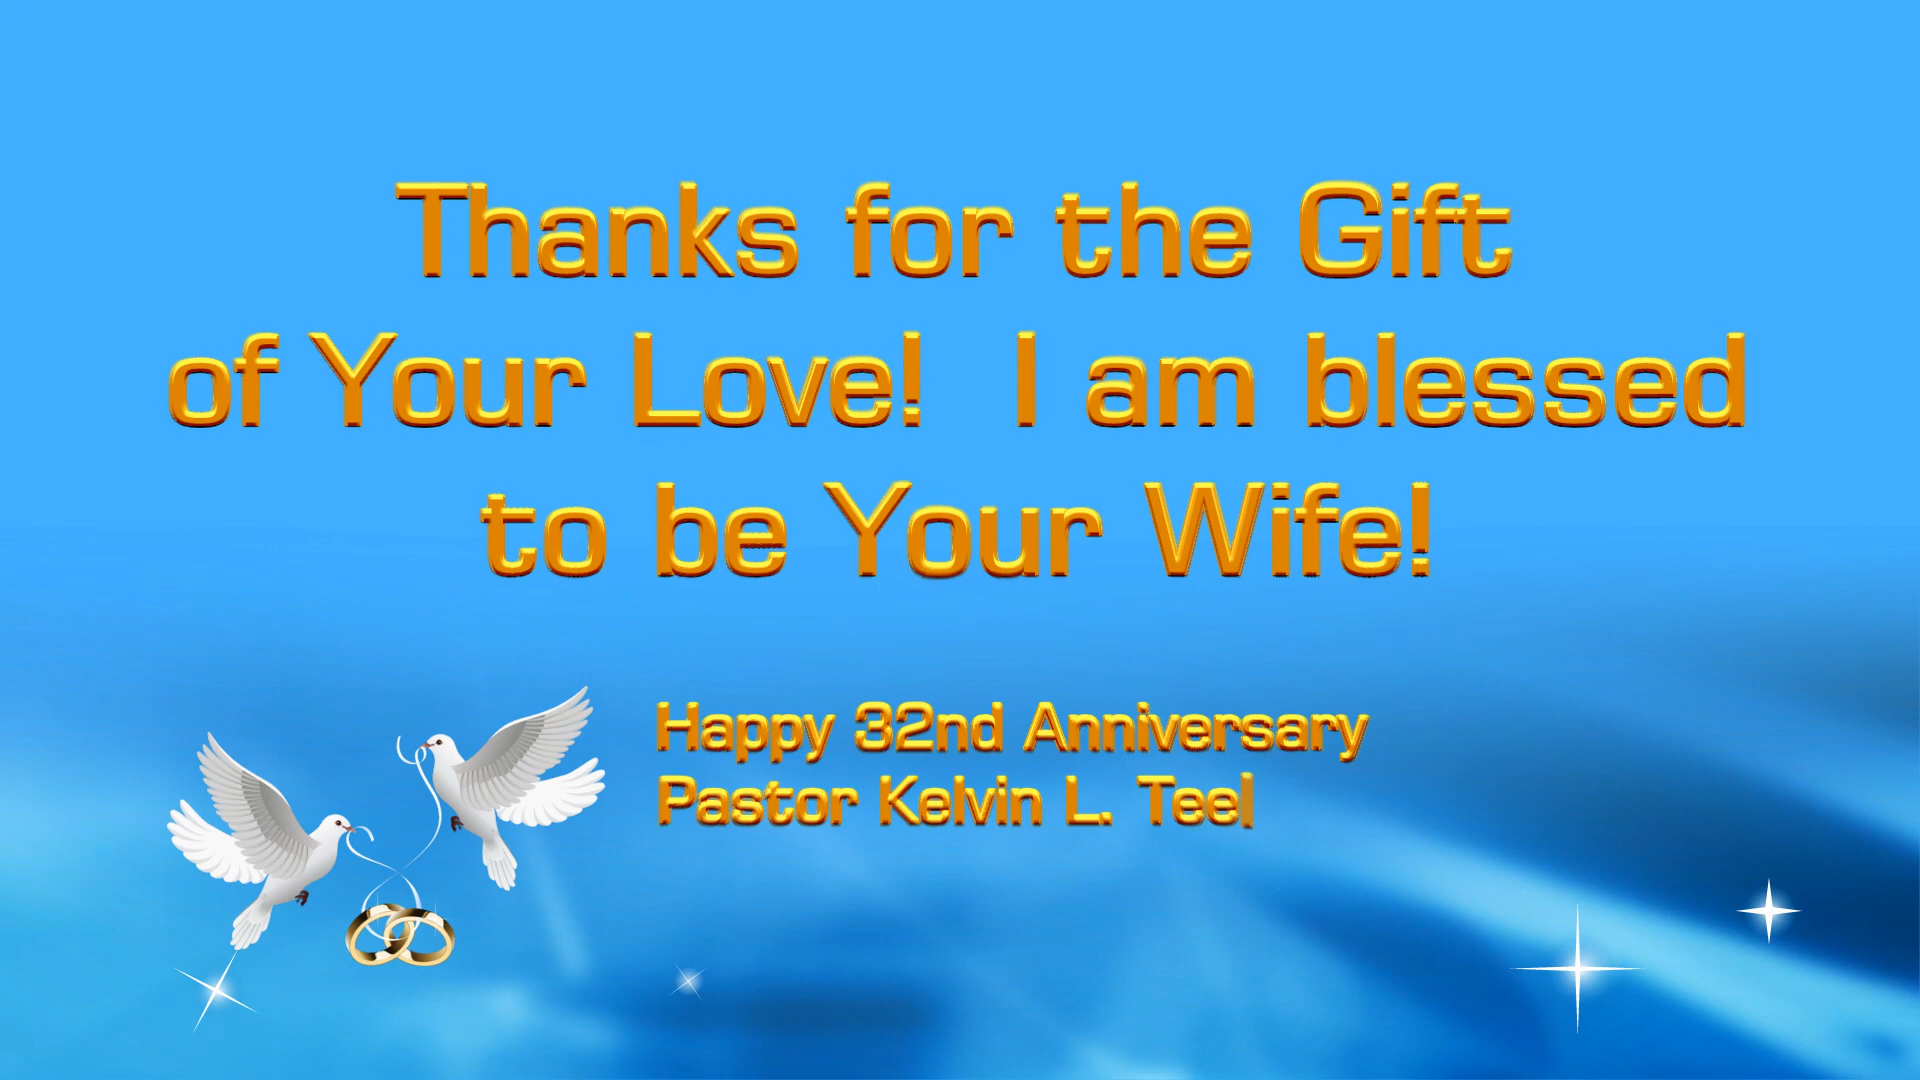 Thanks for the Gift
of Your Love! I am blessed
to be Your Wife!
Happy 32nd Anniversary
Pastor Kelvin L. Teel